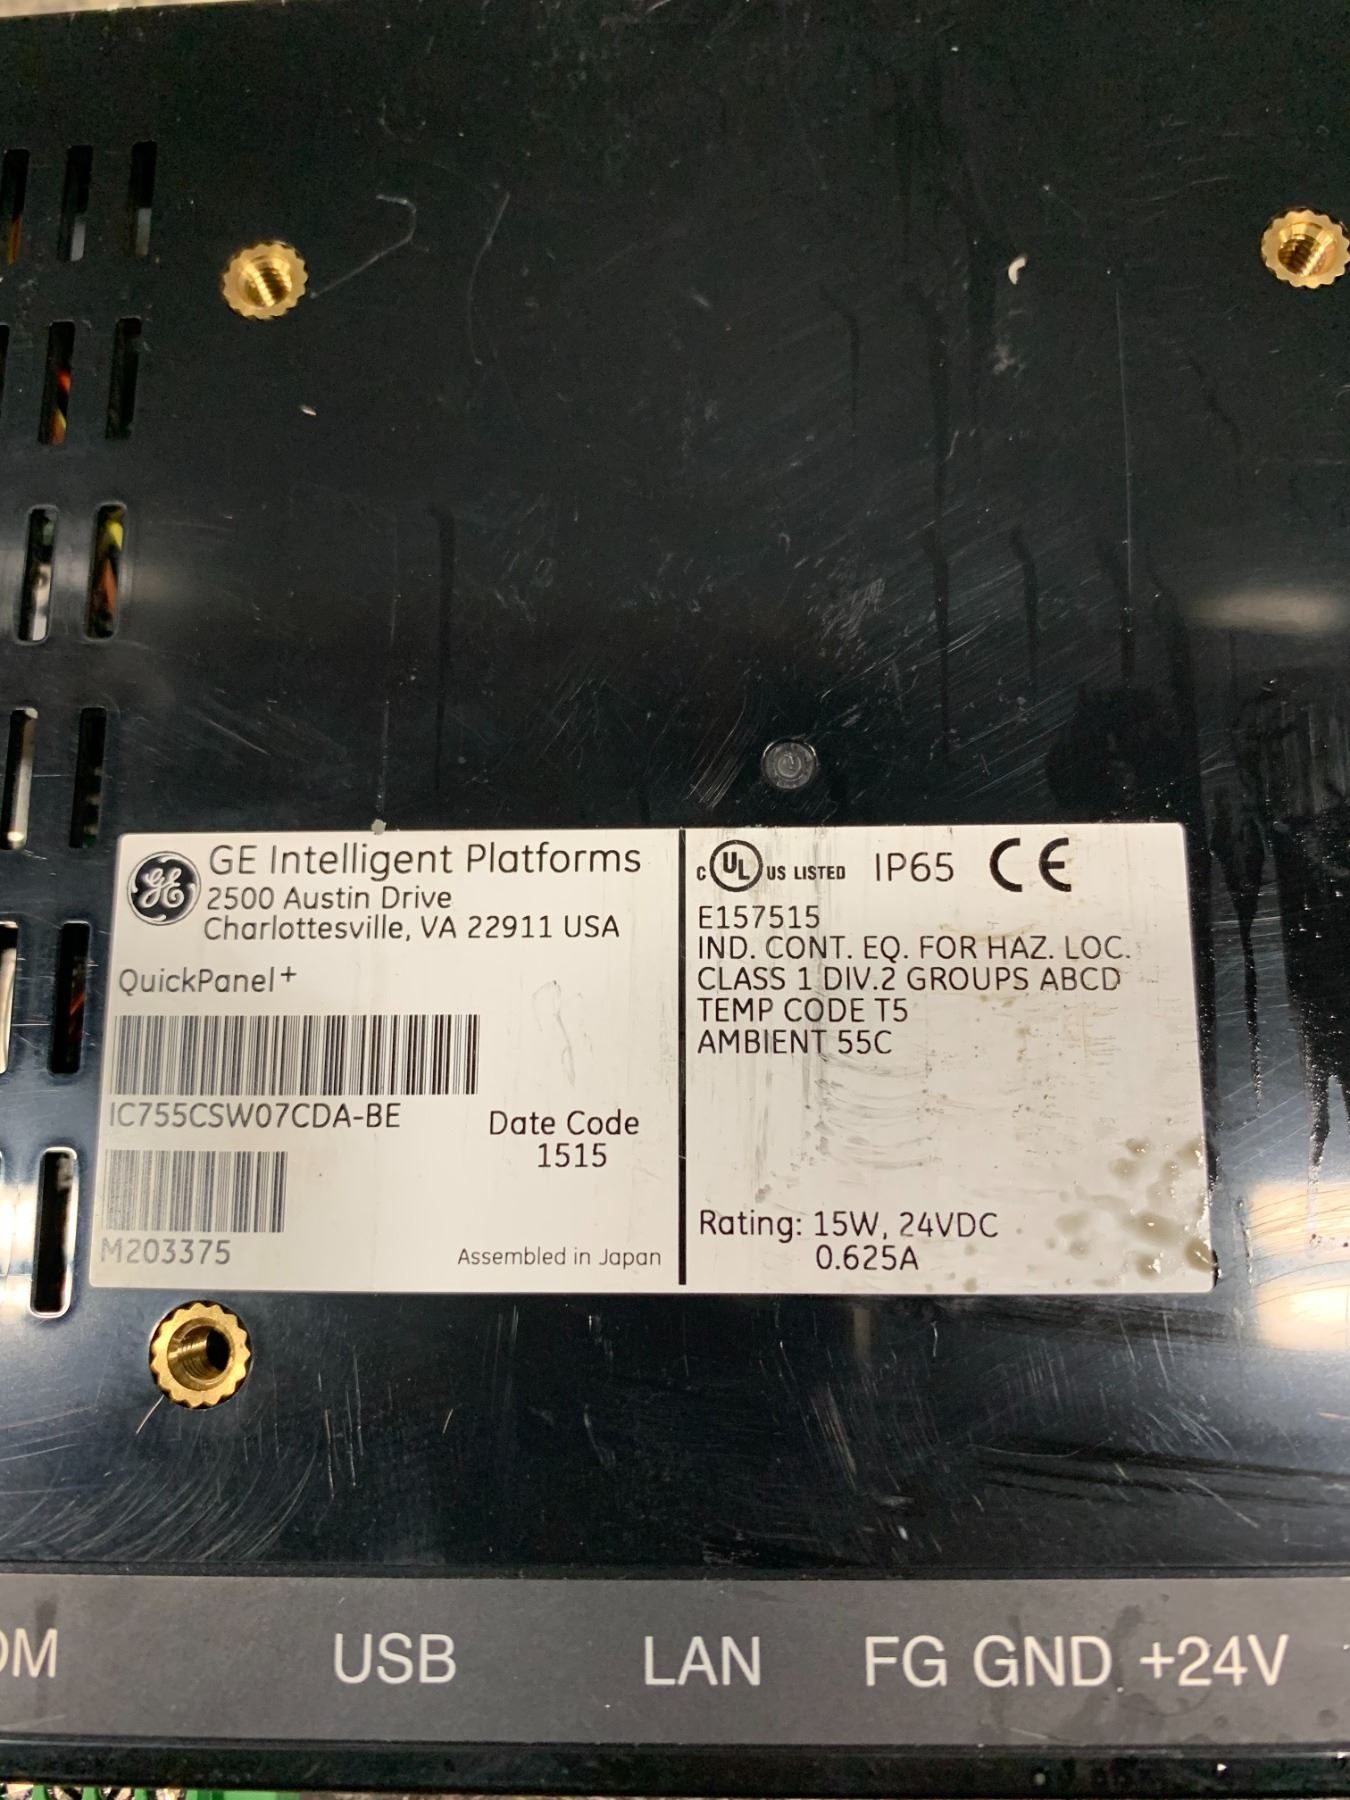 GE Intelligent Platforms
2500 Austin Drive
Charlottesville, VA 22911 USA
QuickPanel+
IC755CSW07CDA-BE
Date Code
1515
M203375
Assembled in Japan
GE
C UL US LISTED IP65 CE
E157515
IND. CONT. EQ. FOR HAZ. LOC.
CLASS 1 DIV.2 GROUPS ABCD
TEMP CODE T5
AMBIENT 55C
Rating: 15W, 24VDC
0.625A
OM USB LAN FG GND +24V